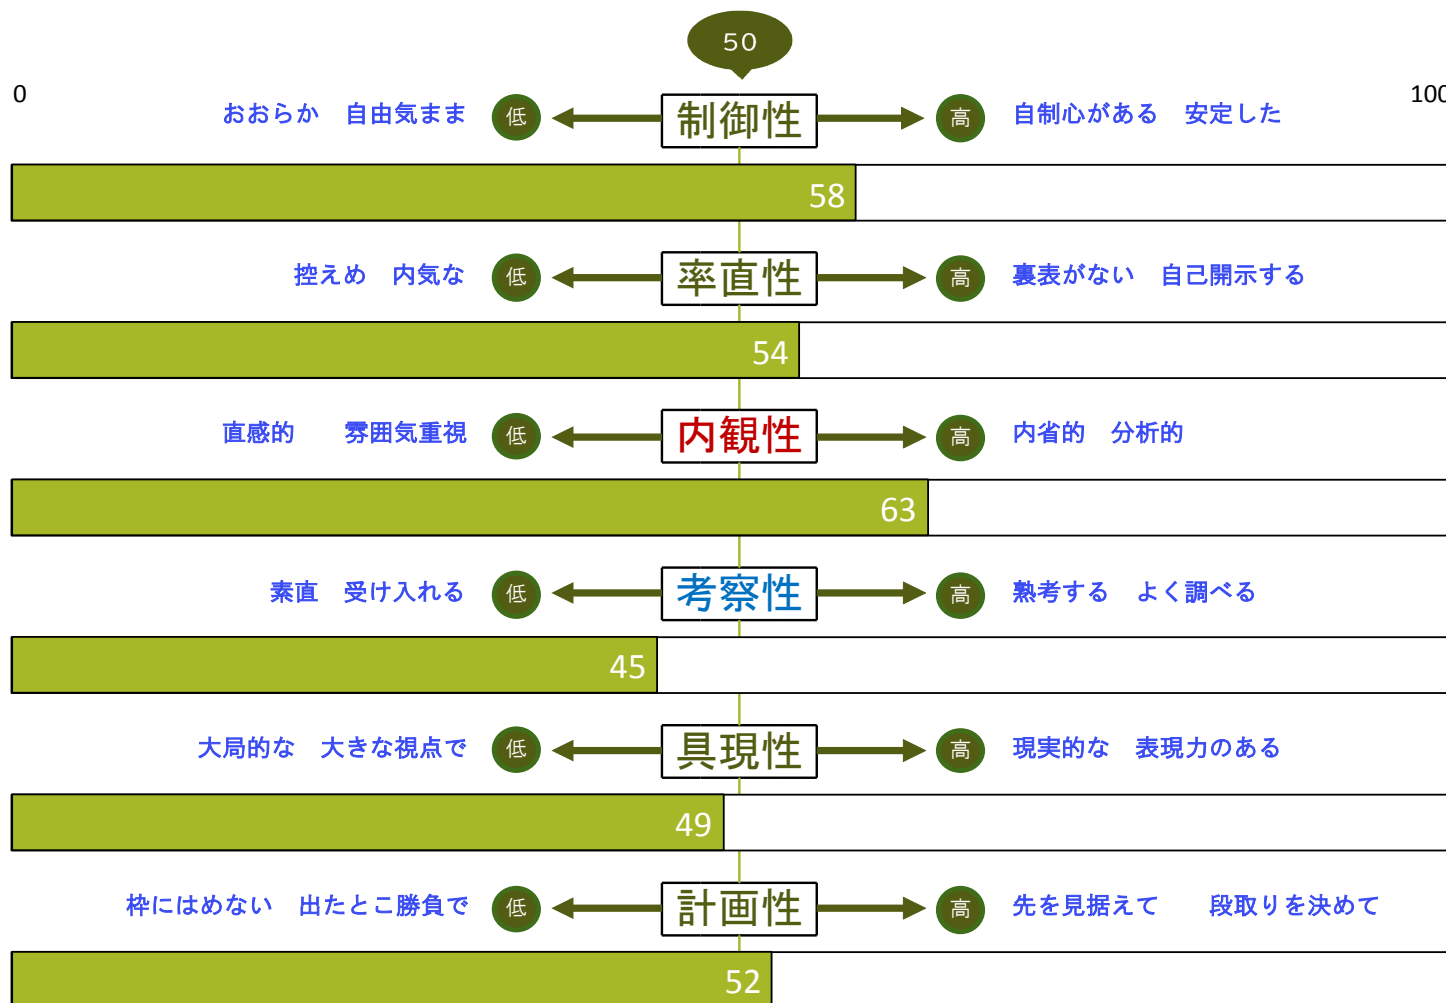 50
0
100
おおらか 自由気まま 低 制御性 高 自制心がある 安定した
58
控えめ 内気な 低 率直性 高 裏表がない 自己開示する
54
直感的 雰囲気重視 低 内観性 高 内省的 分析的
63
素直 受け入れる 低 考察性 高 熟考する よく調べる
45
大局的な 大きな視点で 低 具現性 高 現実的な 表現力のある
49
枠にはめない 出たとこ勝負で 低 計画性 高 先を見据えて 段取りを決めて
52